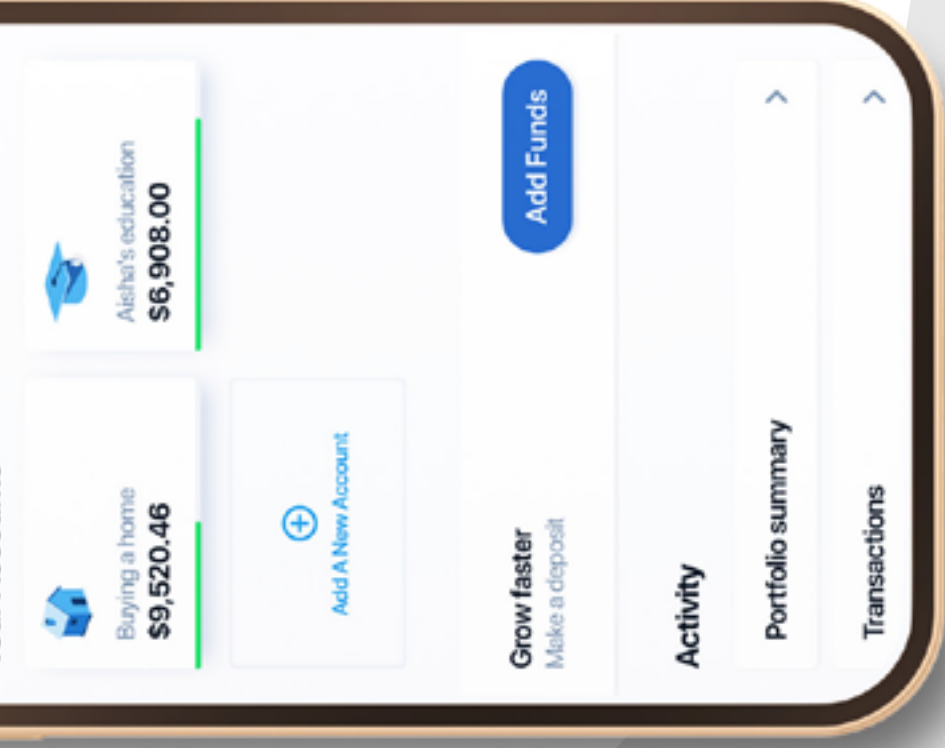 Buying a home
$9,520.46
Aisha's education
$6,908.00
Add A New Account
Grow faster
Make a deposit
Add Funds
Activity
Portfolio summary
Transactions